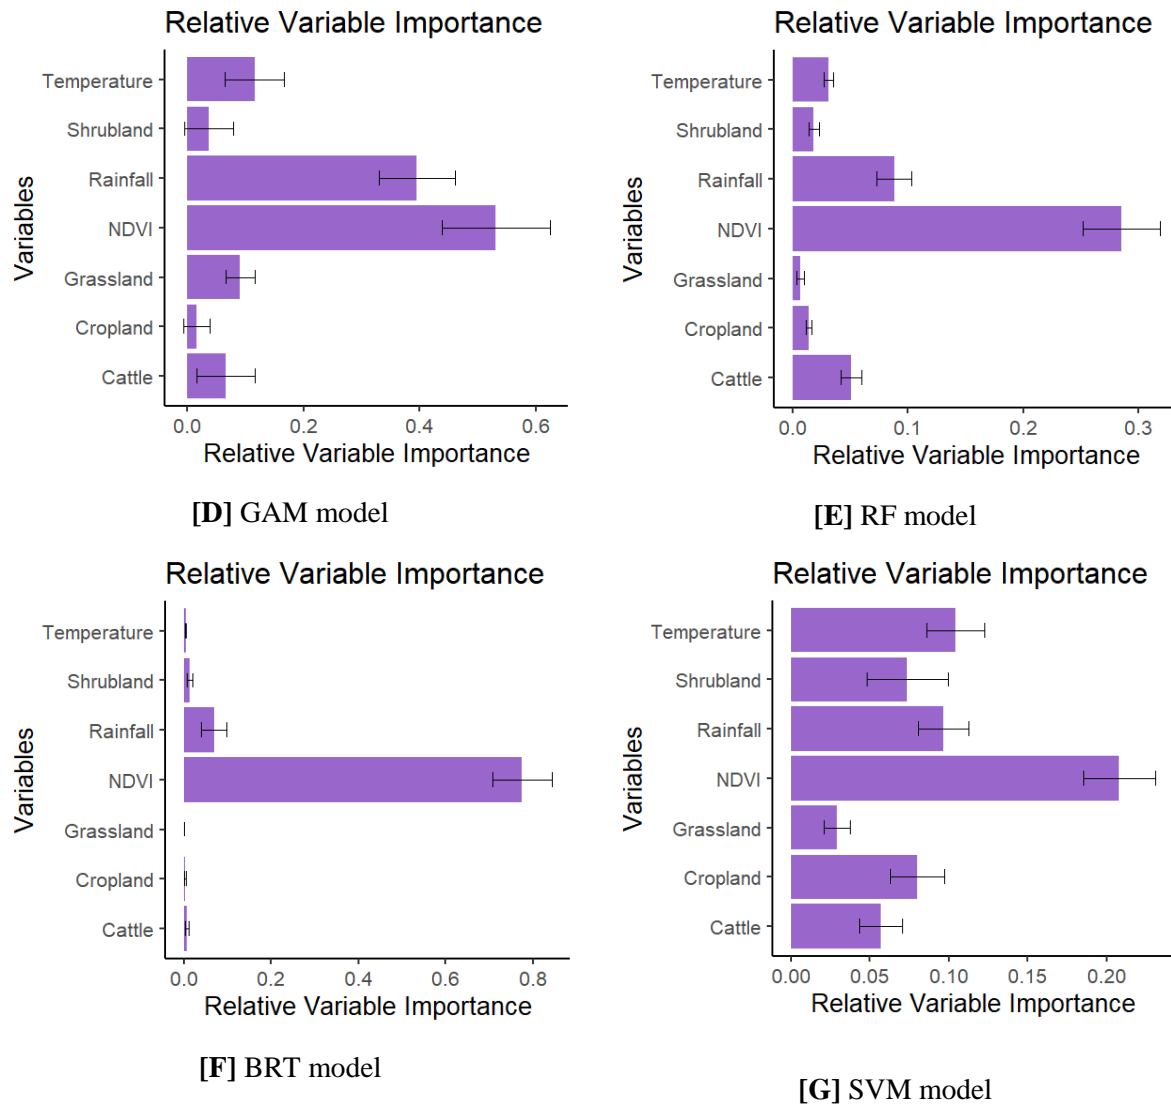 Relative Variable Importance
Variables
Temperature
Shrubland
Rainfall
NDVI
Grassland
Cropland
Cattle
0.0 0.2 0.4 0.6
Relative Variable Importance
[D] GAM model
Relative Variable Importance
Variables
Temperature
Shrubland
Rainfall
NDVI
Grassland
Cropland
Cattle
0.0 0.1 0.2 0.3
Relative Variable Importance
[E] RF model
Relative Variable Importance
Variables
Temperature
Shrubland
Rainfall
NDVI
Grassland
Cropland
Cattle
0.0 0.2 0.4 0.6 0.8
Relative Variable Importance
[F] BRT model
Relative Variable Importance
Variables
Temperature
Shrubland
Rainfall
NDVI
Grassland
Cropland
Cattle
0.00 0.05 0.10 0.15 0.20
Relative Variable Importance
[G] SVM model